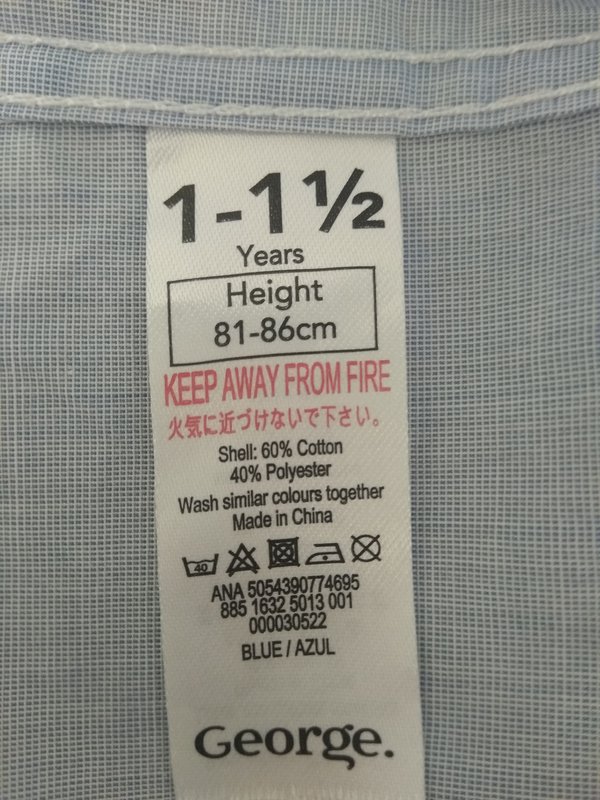 1-1½
Years
Height
81-86cm
KEEP AWAY FROM FIRE
火気に近づけないで下さい。
Shell: 60% Cotton
40% Polyester
Wash similar colours together
Made in China
40
ANA 5054390774695
885 1632 5013 001
000030522
BLUE / AZUL
George.